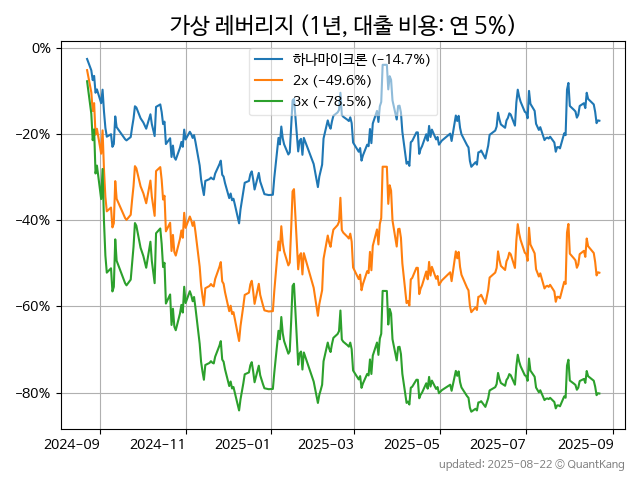 가상 레버리지 (1년, 대출 비용: 연 5%)
0%
−20%
−40%
−60%
−80%
하나마이크론 (−14.7%)
2x (−49.6%)
3x (−78.5%)
2024-09 2024-11 2025-01 2025-03 2025-05 2025-07 2025-09
updated: 2025-08-22 © QuantKang